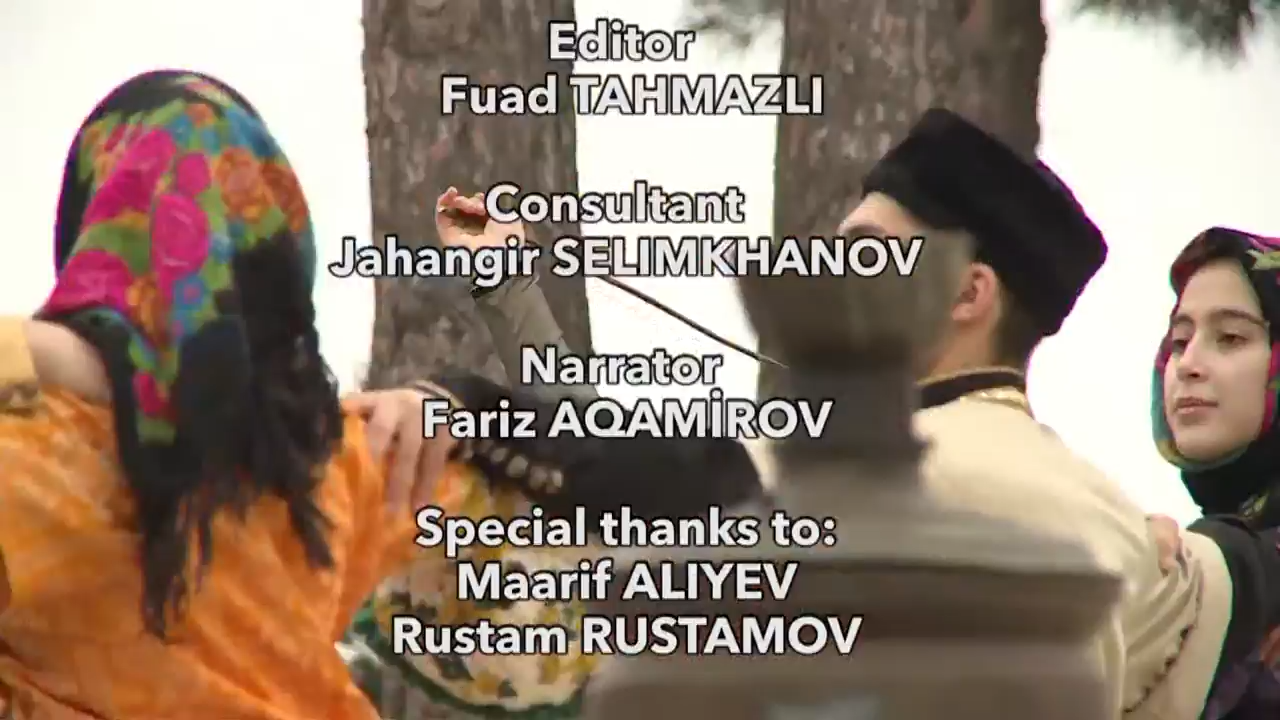 Editor
Fuad TAHMAZLI
Consultant
Jahangir SELIMKHANOV
Narrator
Fariz AQAMİROV
Special thanks to:
Maarif ALIYEV
Rustam RUSTAMOV